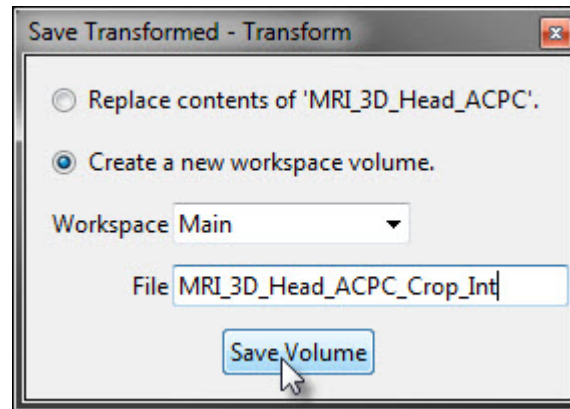 Save Transformed - Transform
Replace contents of 'MRI_3D_Head_ACPC'.
Create a new workspace volume.
Workspace Main
File MRI_3D_Head_ACPC_Crop_Int
Save Volume